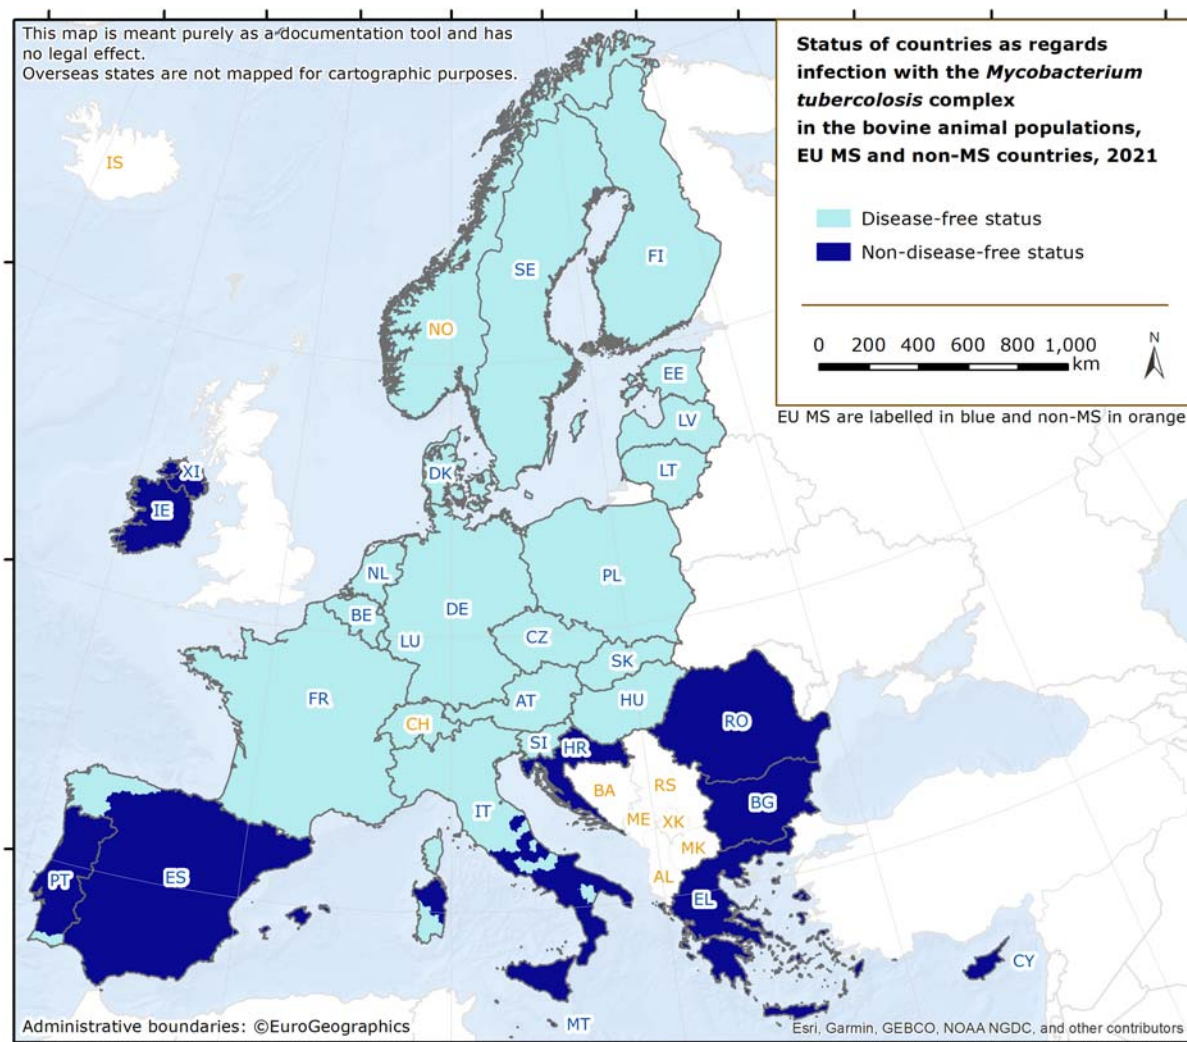 This map is meant purely as a documentation tool and has
no legal effect.
Overseas states are not mapped for cartographic purposes.
Status of countries as regards
infection with the Mycobacterium
tubercolosis complex
in the bovine animal populations,
EU MS and non-MS countries, 2021
Disease-free status
Non-disease-free status
0 200 400 600 800 1,000
km
N
EU MS are labelled in blue and non-MS in orange
IS
SE
FI
NO
EE
LV
LT
DK
XI
IE
NL
PL
BE
DE
LU
CZ
SK
FR
AT
HU
CH
SI
HR
RO
IT
BA
RS
BG
ME
XK
MK
PT
ES
AL
EL
CY
MT
Administrative boundaries: ©EuroGeographics
Esri, Garmin, GEBCO, NOAA NGDC, and other contributors